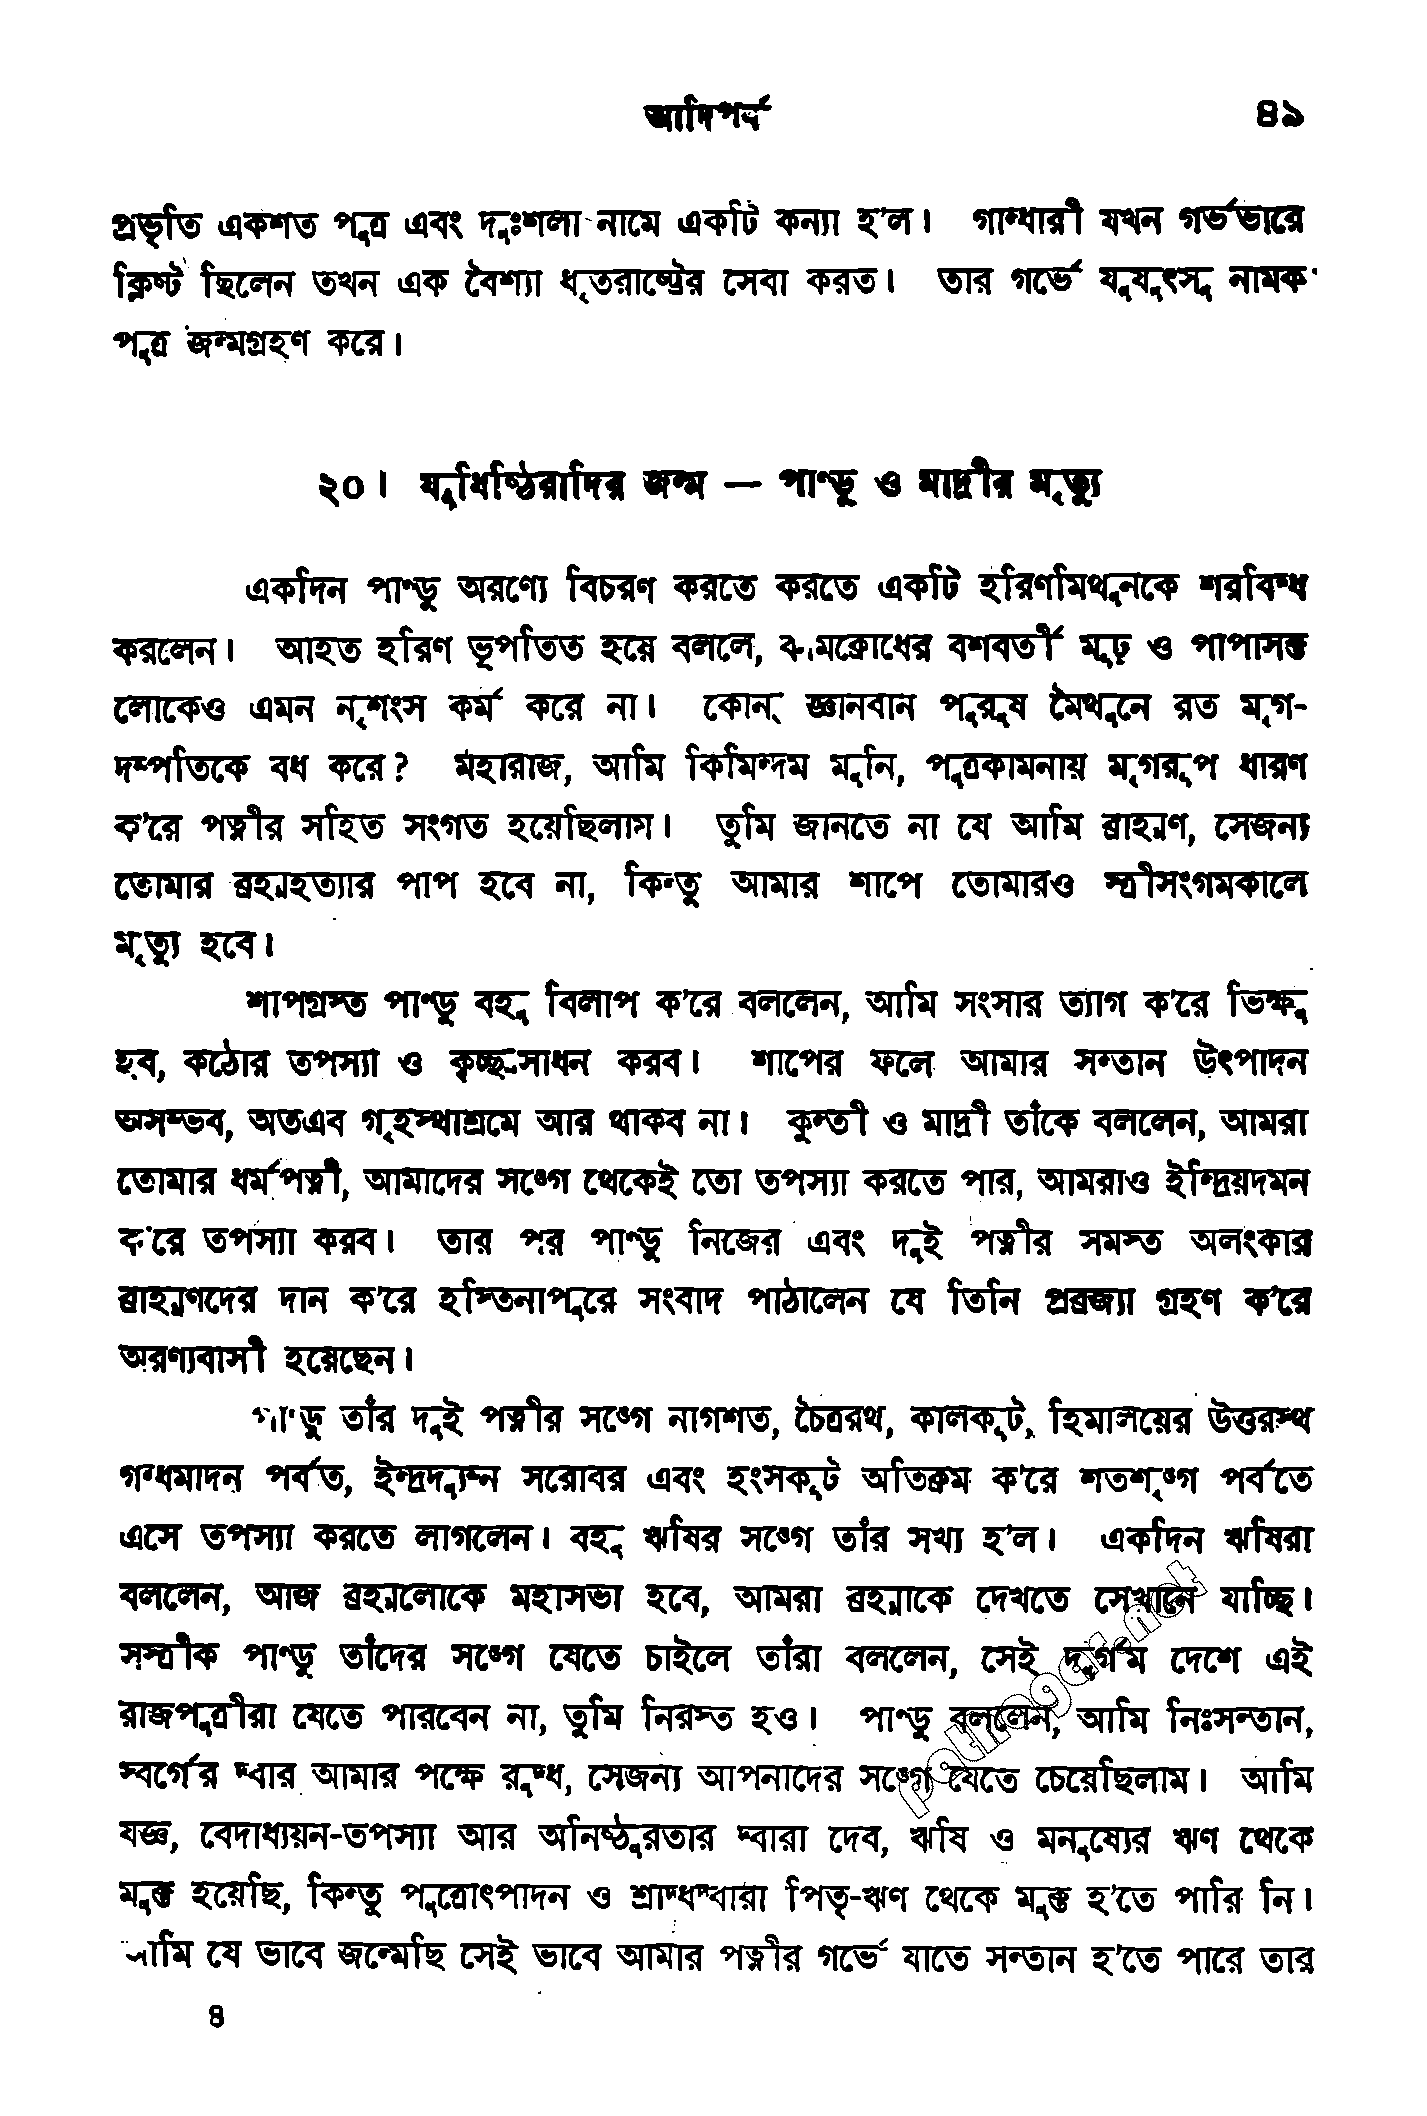 আদিপর্ব ৪৯
প্রভৃতি একশত পুত্র এবং দুঃশলা নামে একটি কন্যা হ'ল। গান্ধারী যখন গর্ভভারে
ক্লিষ্ট ছিলেন তখন এক বৈশ্যা ধৃতরাষ্ট্রের সেবা করত। তার গর্ভে যুযুৎসু নামক
পুত্র জন্মগ্রহণ করে।
২০। যুধিষ্ঠিরাদির জন্ম — পাণ্ডু ও মাদ্রীর মৃত্যু
একদিন পাণ্ডু অরণ্যে বিচরণ করতে করতে একটি হরিণমিথুনকে শরবিদ্ধ
করলেন। আহত হরিণ ভূপতিত হয়ে বললে, কামক্রোধের বশবর্তী মূঢ় ও পাপাসক্ত
লোকেও এমন নৃশংস কর্ম করে না। কোন্ জ্ঞানবান পুরুষ মৈথুনে রত মৃগ-
দম্পতিকে বধ করে? মহারাজ, আমি কিমিন্দম মুনি, পুত্রকামনায় মৃগরূপ ধারণ
ক'রে পত্নীর সহিত সংগত হয়েছিলাম। তুমি জানতে না যে আমি ব্রাহ্মণ, সেজন্য
তোমার ব্রহ্মহত্যার পাপ হবে না, কিন্তু আমার শাপে তোমারও স্ত্রীসংগমকালে
মৃত্যু হবে।
শাপগ্রস্ত পাণ্ডু বহু বিলাপ ক'রে বললেন, আমি সংসার ত্যাগ ক'রে ভিক্ষু
হব, কঠোর তপস্যা ও কৃচ্ছ্রসাধন করব। শাপের ফলে আমার সন্তান উৎপাদন
অসম্ভব, অতএব গৃহস্থাশ্রমে আর থাকব না। কুন্তী ও মাদ্রী তাঁকে বললেন, আমরা
তোমার ধর্মপত্নী, আমাদের সঙ্গে থেকেই তো তপস্যা করতে পার, আমরাও ইন্দ্রিয়দমন
ক'রে তপস্যা করব। তার পর পাণ্ডু নিজের এবং দুই পত্নীর সমস্ত অলংকার
ব্রাহ্মণদের দান ক'রে হস্তিনাপুরে সংবাদ পাঠালেন যে তিনি প্রব্রজ্যা গ্রহণ ক'রে
অরণ্যবাসী হয়েছেন।
পাণ্ডু তাঁর দুই পত্নীর সঙ্গে নাগশত, চৈত্ররথ, কালকূট, হিমালয়ের উত্তরস্থ
গন্ধমাদন পর্বত, ইন্দ্রদ্যুম্ন সরোবর এবং হংসকূট অতিক্রম ক'রে শতশৃঙ্গ পর্বতে
এসে তপস্যা করতে লাগলেন। বহু ঋষির সঙ্গে তাঁর সখ্য হ'ল। একদিন ঋষিরা
বললেন, আজ ব্রহ্মলোকে মহাসভা হবে, আমরা ব্রহ্মাকে দেখতে সেখানে যাচ্ছি।
সস্ত্রীক পাণ্ডু তাঁদের সঙ্গে যেতে চাইলে তাঁরা বললেন, সেই দুর্গম দেশে এই
রাজপুত্রীরা যেতে পারবেন না, তুমি নিরস্ত হও। পাণ্ডু বললেন, আমি নিঃসন্তান,
স্বর্গের দ্বার আমার পক্ষে রুদ্ধ, সেজন্য আপনাদের সঙ্গে যেতে চেয়েছিলাম। আমি
যজ্ঞ, বেদাধ্যয়ন-তপস্যা আর অনিষ্ঠুরতার দ্বারা দেব, ঋষি ও মনুষ্যের ঋণ থেকে
মুক্ত হয়েছি, কিন্তু পুত্রোৎপাদন ও শ্রাদ্ধদ্বারা পিতৃ-ঋণ থেকে মুক্ত হ'তে পারি নি।
আমি যে ভাবে জন্মেছি সেই ভাবে আমার পত্নীর গর্ভে যাতে সন্তান হ'তে পারে তার
৪
pathagar.net